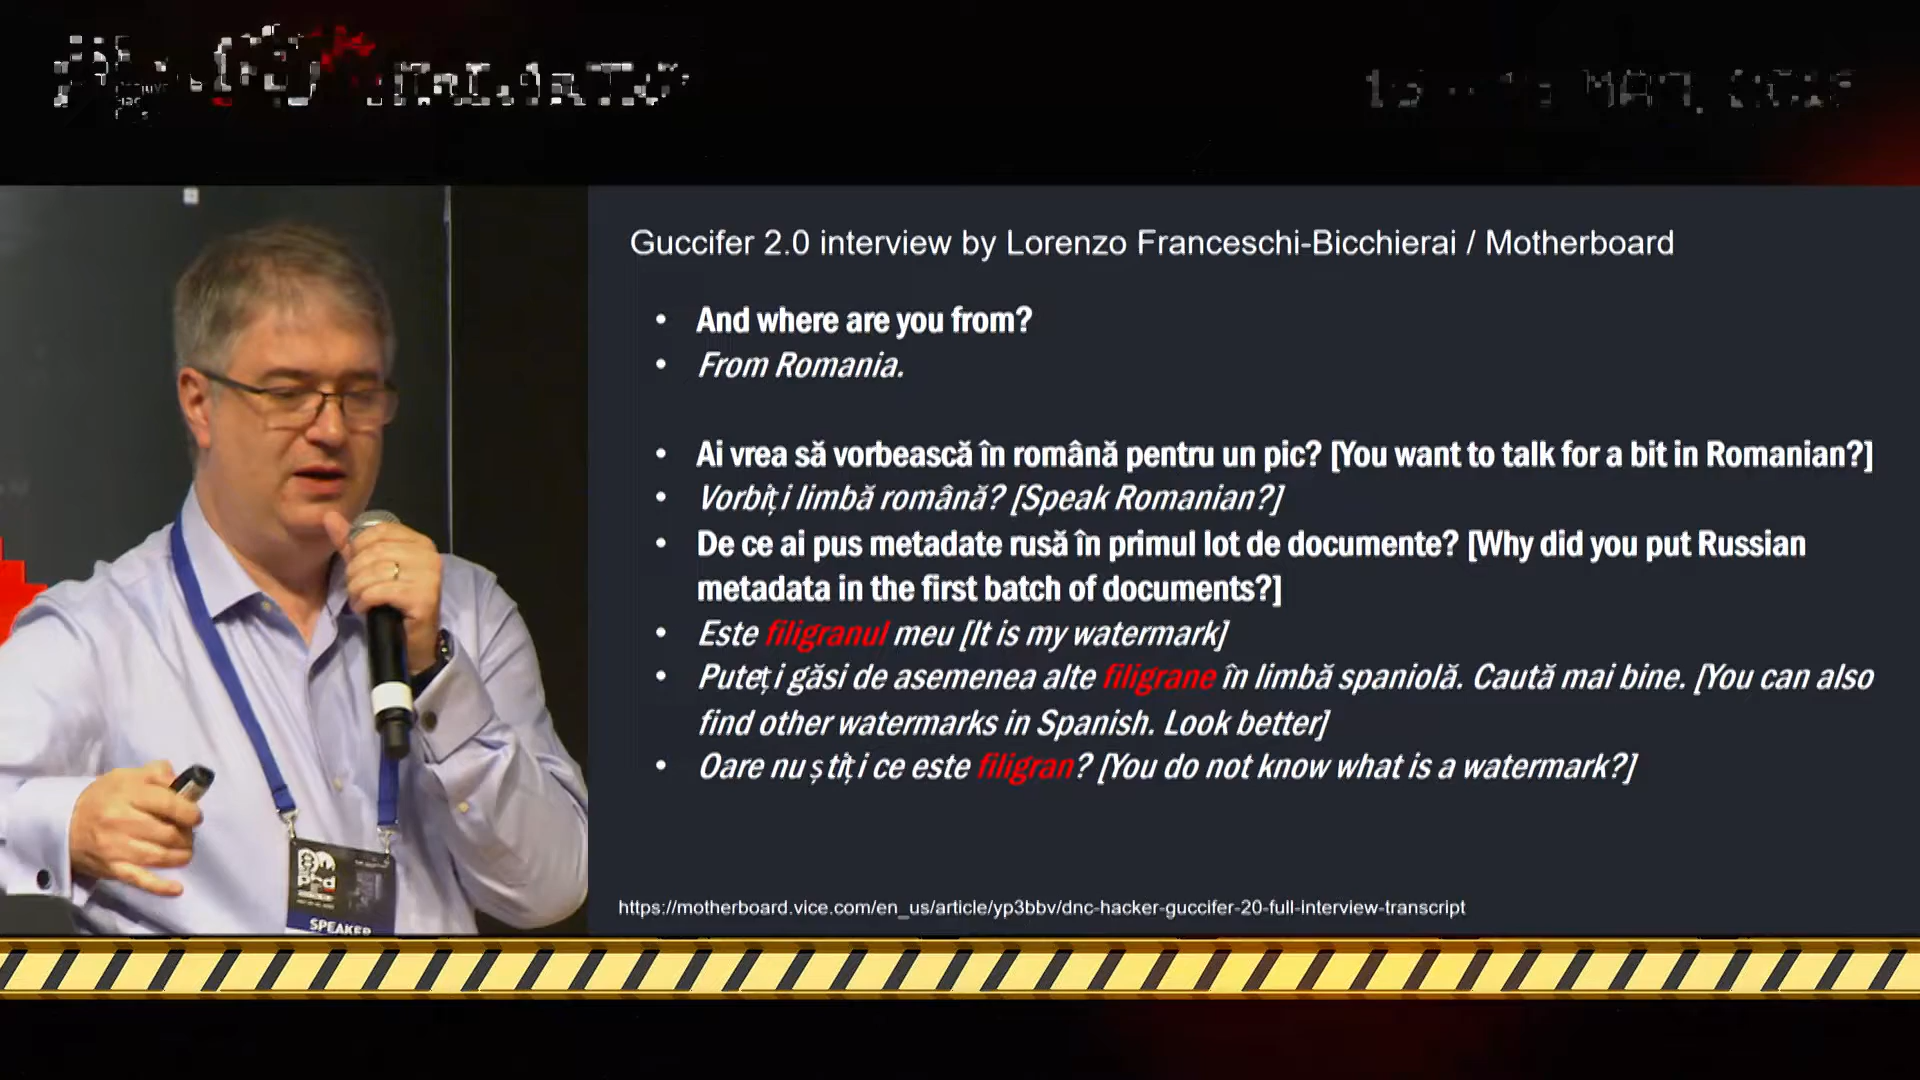 Guccifer 2.0 interview by Lorenzo Franceschi-Bicchierai / Motherboard
• And where are you from?
• From Romania.
• Ai vrea să vorbească în română pentru un pic? [You want to talk for a bit in Romanian?]
• Vorbiți limbă română? [Speak Romanian?]
• De ce ai pus metadate rusă în primul lot de documente? [Why did you put Russian
metadata in the first batch of documents?]
• Este filigranul meu [It is my watermark]
• Puteți găsi de asemenea alte filigrane în limbă spaniolă. Caută mai bine. [You can also
find other watermarks in Spanish. Look better]
• Oare nu știți ce este filigran? [You do not know what is a watermark?]
https://motherboard.vice.com/en_us/article/yp3bbv/dnc-hacker-guccifer-20-full-interview-transcript
SPEAKER